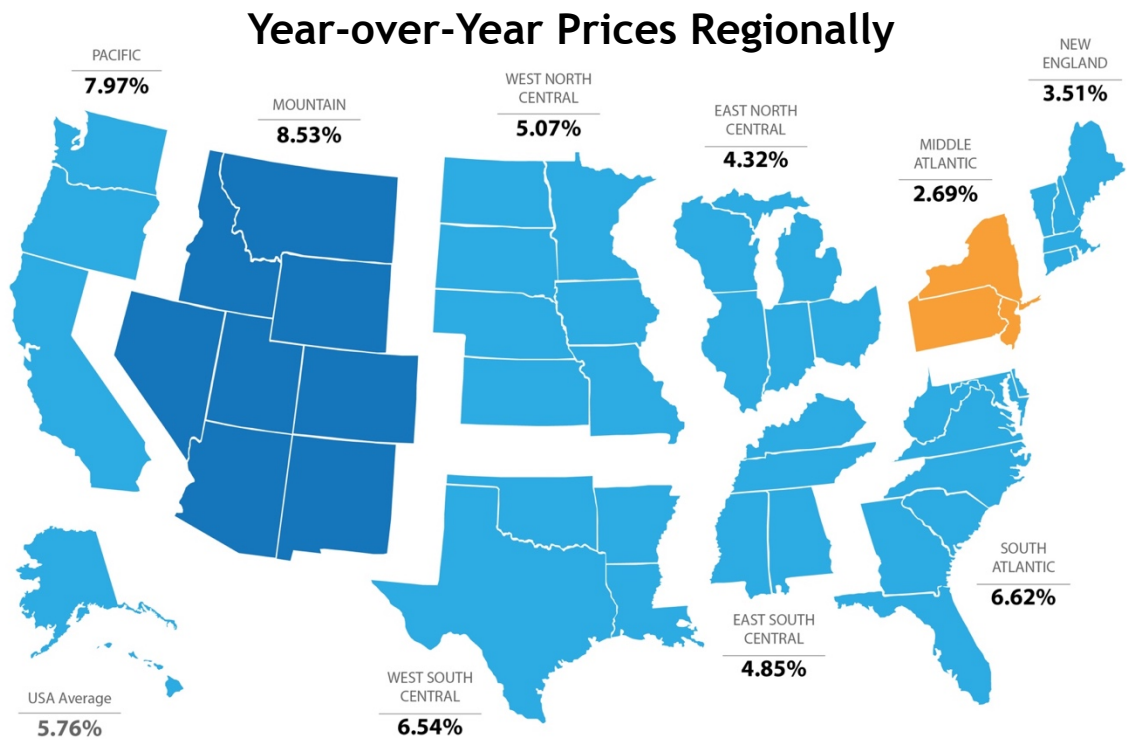 Year-over-Year Prices Regionally
PACIFIC
7.97%
MOUNTAIN
8.53%
WEST NORTH
CENTRAL
5.07%
EAST NORTH
CENTRAL
4.32%
MIDDLE
ATLANTIC
2.69%
NEW
ENGLAND
3.51%
USA Average
5.76%
WEST SOUTH
CENTRAL
6.54%
EAST SOUTH
CENTRAL
4.85%
SOUTH
ATLANTIC
6.62%